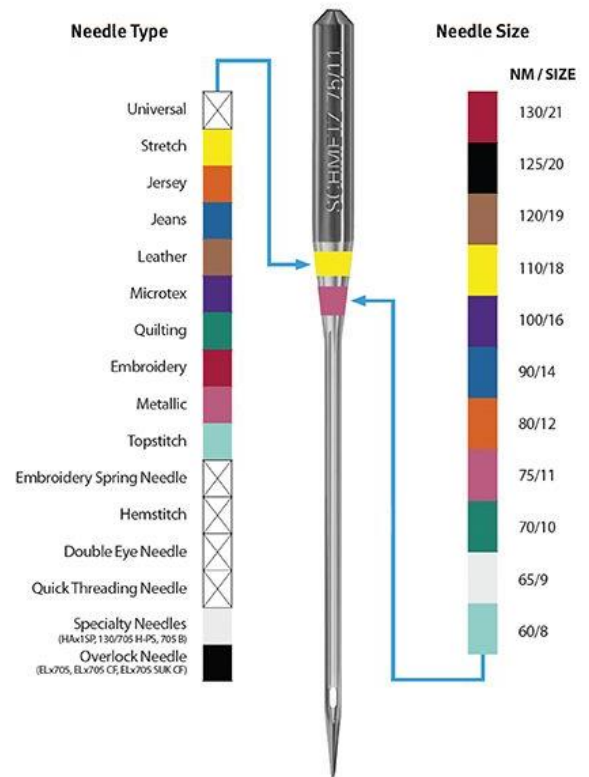 Needle Type
Needle Size
NM / SIZE
SCHMETZ 75/11
Universal
Stretch
Jersey
Jeans
Leather
Microtex
Quilting
Embroidery
Metallic
Topstitch
Embroidery Spring Needle
Hemstitch
Double Eye Needle
Quick Threading Needle
Specialty Needles
(HAx1SP, 130/705 H-PS, 705 B)
Overlock Needle
(ELx705, ELx705 CF, ELx705 SUK CF)
130/21
125/20
120/19
110/18
100/16
90/14
80/12
75/11
70/10
65/9
60/8